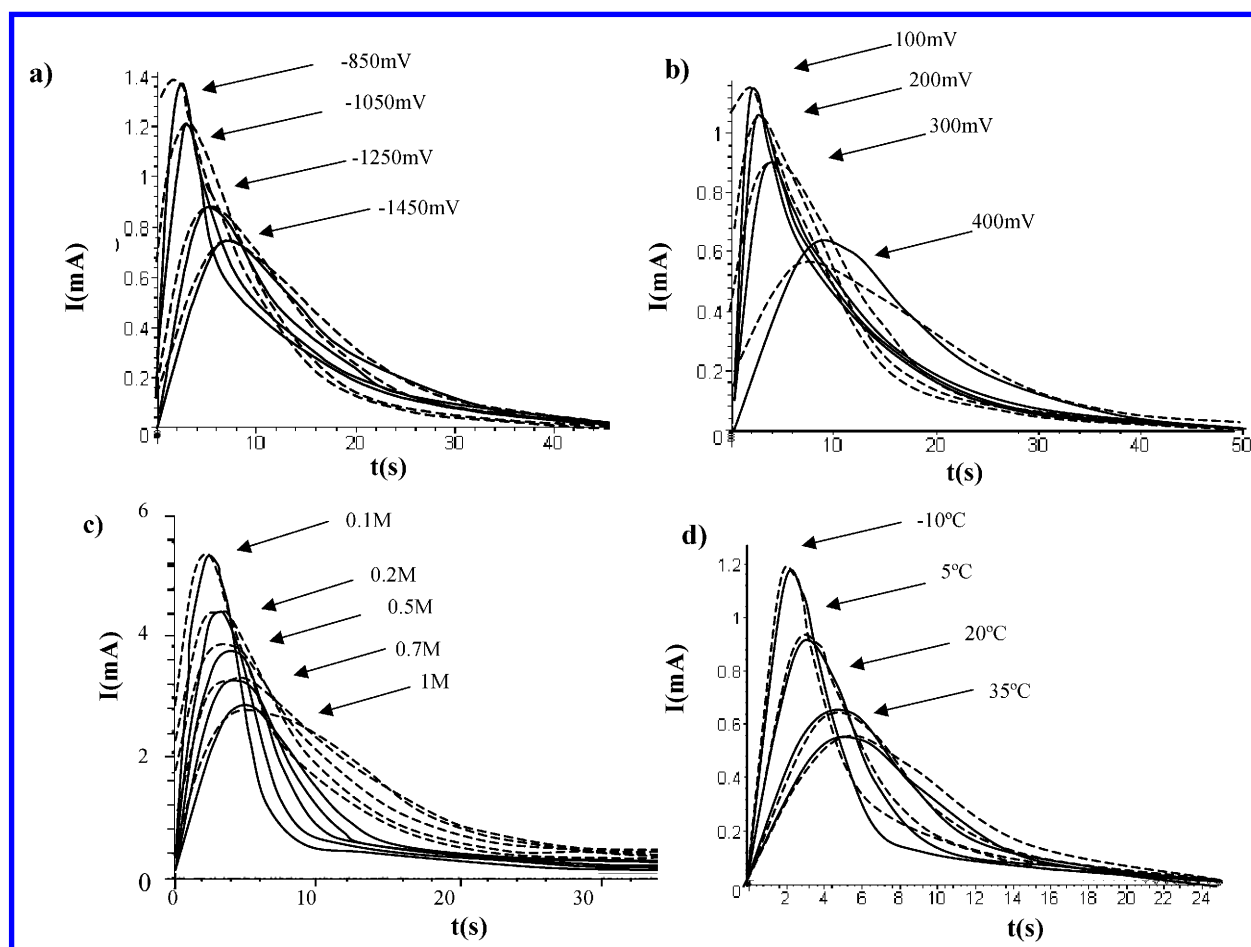 a)
-850mV
-1050mV
-1250mV
-1450mV
1.4
1.2
1
0.8
0.6
0.4
0.2
0
I(mA)
10
20
30
40
t(s)
b)
100mV
200mV
300mV
400mV
1
0.8
0.6
0.4
0.2
0
I(mA)
10
20
30
40
50
t(s)
c)
0.1M
0.2M
0.5M
0.7M
1M
6
4
2
0
I(mA)
0
10
20
30
t(s)
d)
-10ºC
5ºC
20ºC
35ºC
1.2
1
0.8
0.6
0.4
0.2
0
I(mA)
0
2
4
6
8
10
12
14
16
18
20
22
24
t(s)